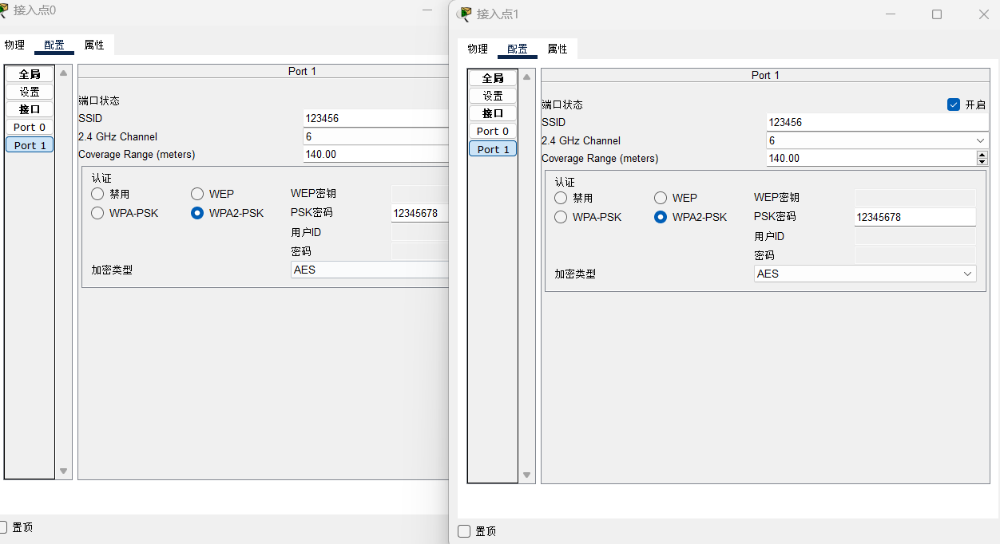 接入点0
物理 配置 属性
全局
设置
接口
Port 0
Port 1
Port 1
端口状态
SSID 123456
2.4 GHz Channel 6
Coverage Range (meters) 140.00
认证
禁用 WEP WEP密钥
WPA-PSK WPA2-PSK PSK密码 12345678
用户ID
密码
加密类型 AES
置顶
接入点1
物理 配置 属性
全局
设置
接口
Port 0
Port 1
Port 1
端口状态 开启
SSID 123456
2.4 GHz Channel 6
Coverage Range (meters) 140.00
认证
禁用 WEP WEP密钥
WPA-PSK WPA2-PSK PSK密码 12345678
用户ID
密码
加密类型 AES
置顶